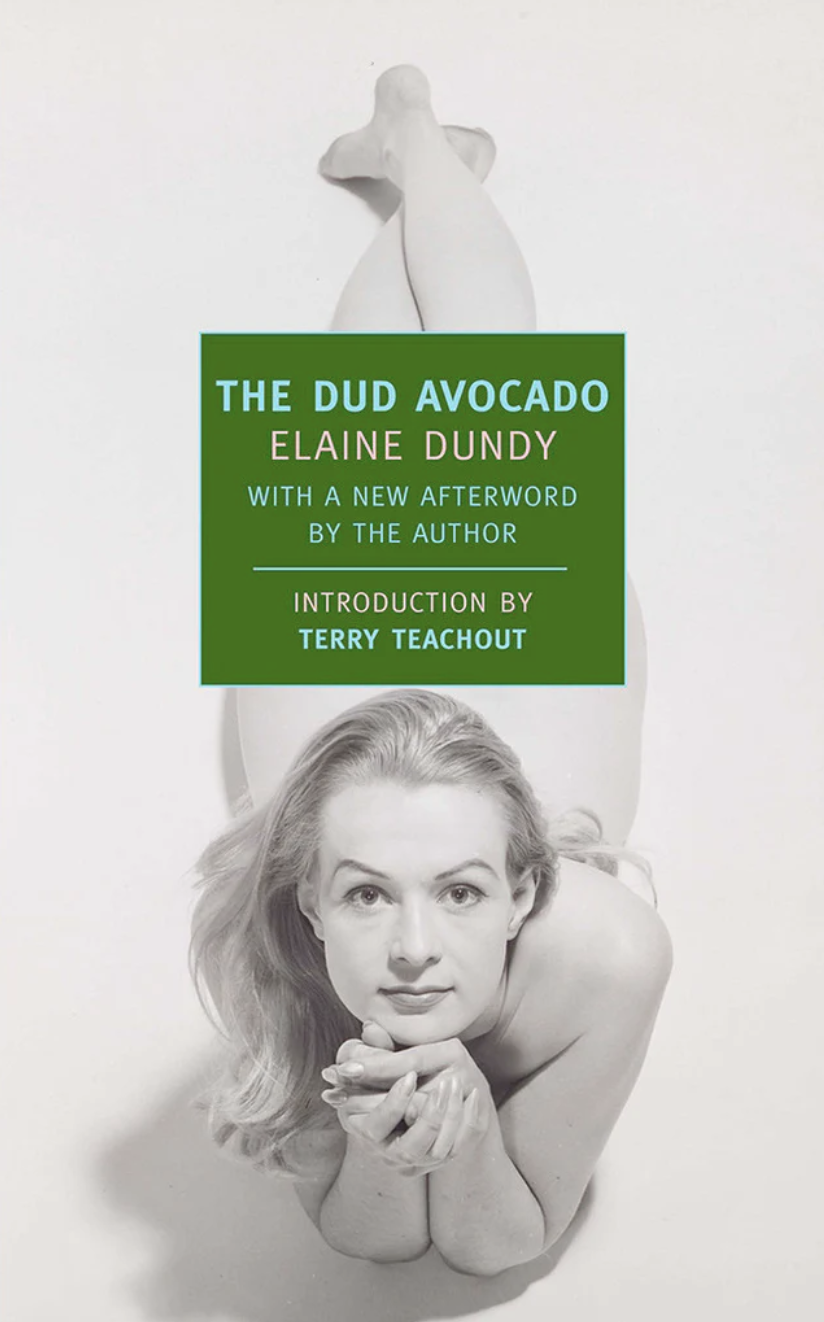 THE DUD AVOCADO
ELAINE DUNDY
WITH A NEW AFTERWORD
BY THE AUTHOR
INTRODUCTION BY
TERRY TEACHOUT